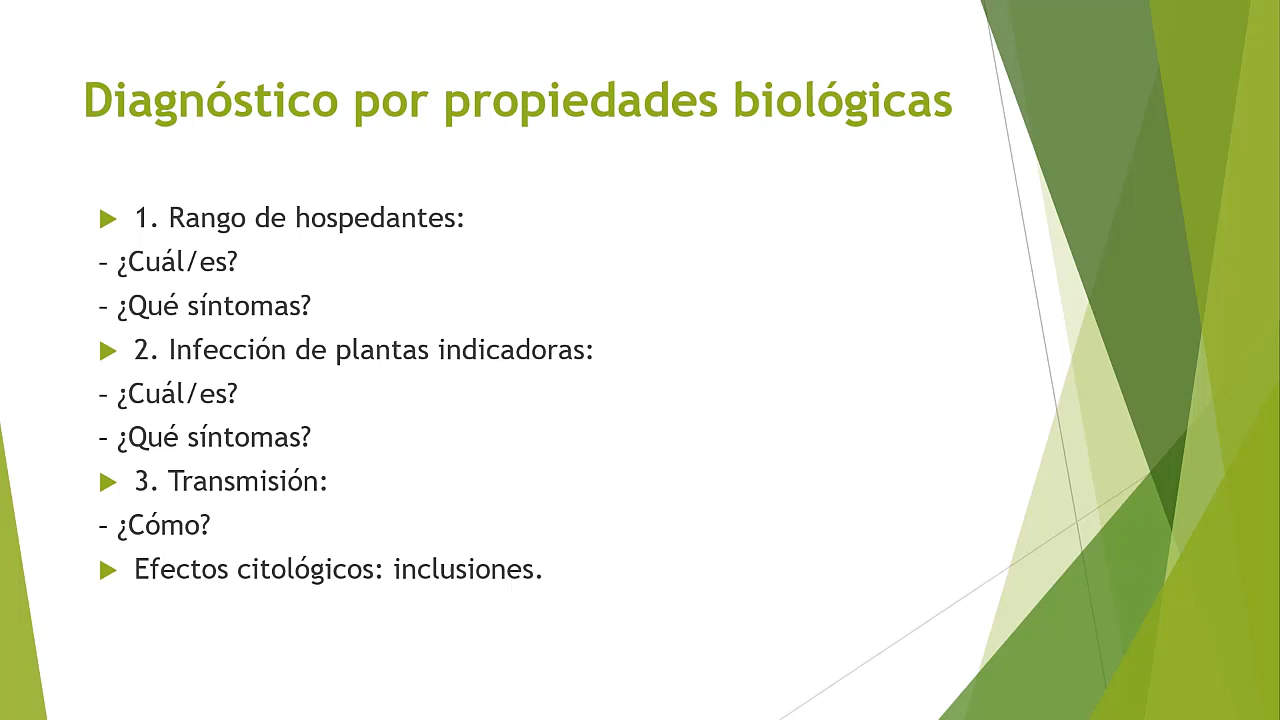 Diagnóstico por propiedades biológicas
1. Rango de hospedantes:
– ¿Cuál/es?
– ¿Qué síntomas?
2. Infección de plantas indicadoras:
– ¿Cuál/es?
– ¿Qué síntomas?
3. Transmisión:
– ¿Cómo?
Efectos citológicos: inclusiones.